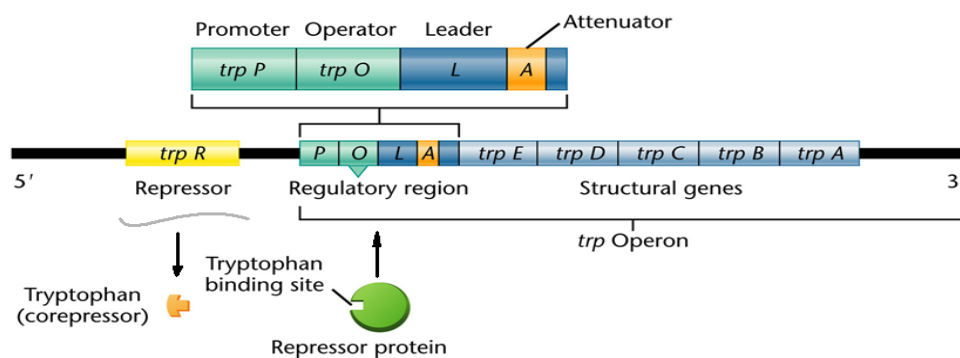 Promoter Operator Leader Attenuator
trp P trp O L A
trp R P O L A trp E trp D trp C trp B trp A
5′ 3
Repressor Regulatory region Structural genes
trp Operon
Tryptophan
binding site
Tryptophan
(corepressor)
Repressor protein